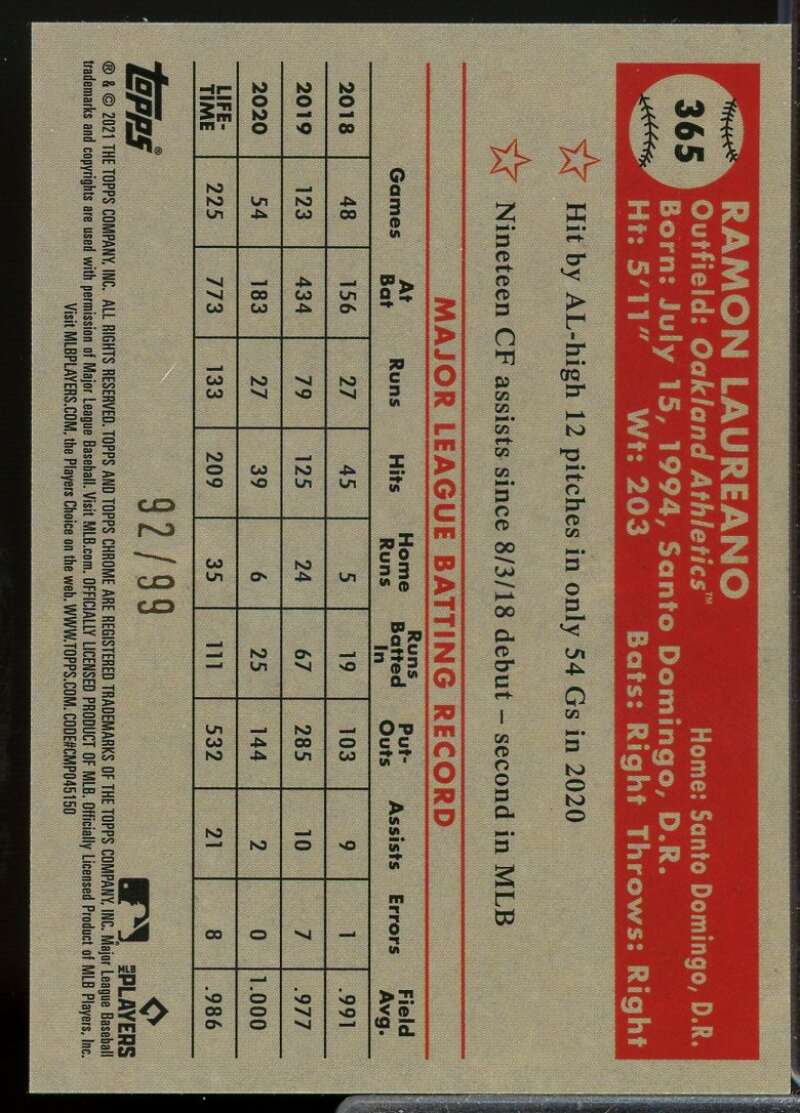 365
RAMON LAUREANO
Outfield: Oakland Athletics™ Home: Santo Domingo, D.R.
Born: July 15, 1994, Santo Domingo, D.R.
Ht: 5'11" Wt: 203 Bats: Right Throws: Right
Hit by AL-high 12 pitches in only 54 Gs in 2020
Nineteen CF assists since 8/3/18 debut – second in MLB
MAJOR LEAGUE BATTING RECORD
Games At Bat Runs Hits Home Runs Runs Batted In Put-Outs Assists Errors Field Avg.
2018 48 156 27 45 5 19 103 9 1 .991
2019 123 434 79 125 24 67 285 10 7 .977
2020 54 183 27 39 6 25 144 2 0 1.000
LIFE-TIME 225 773 133 209 35 111 532 21 8 .986
92/99
topps®
MLB PLAYERS
® & © 2021 THE TOPPS COMPANY, INC. ALL RIGHTS RESERVED. TOPPS AND TOPPS CHROME ARE REGISTERED TRADEMARKS OF THE TOPPS COMPANY, INC. Major League Baseball
trademarks and copyrights are used with permission of Major League Baseball. Visit MLB.com. OFFICIALLY LICENSED PRODUCT OF MLB. Officially Licensed Product of MLB Players, Inc.
Visit MLBPLAYERS.COM, the Players Choice on the web. WWW.TOPPS.COM. CODE#CMP045150